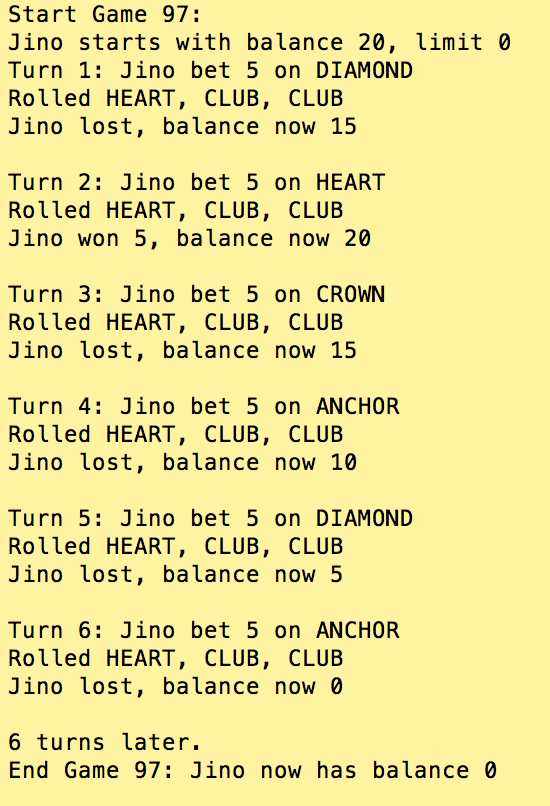 Start Game 97:
Jino starts with balance 20, limit 0
Turn 1: Jino bet 5 on DIAMOND
Rolled HEART, CLUB, CLUB
Jino lost, balance now 15
Turn 2: Jino bet 5 on HEART
Rolled HEART, CLUB, CLUB
Jino won 5, balance now 20
Turn 3: Jino bet 5 on CROWN
Rolled HEART, CLUB, CLUB
Jino lost, balance now 15
Turn 4: Jino bet 5 on ANCHOR
Rolled HEART, CLUB, CLUB
Jino lost, balance now 10
Turn 5: Jino bet 5 on DIAMOND
Rolled HEART, CLUB, CLUB
Jino lost, balance now 5
Turn 6: Jino bet 5 on ANCHOR
Rolled HEART, CLUB, CLUB
Jino lost, balance now 0
6 turns later.
End Game 97: Jino now has balance 0